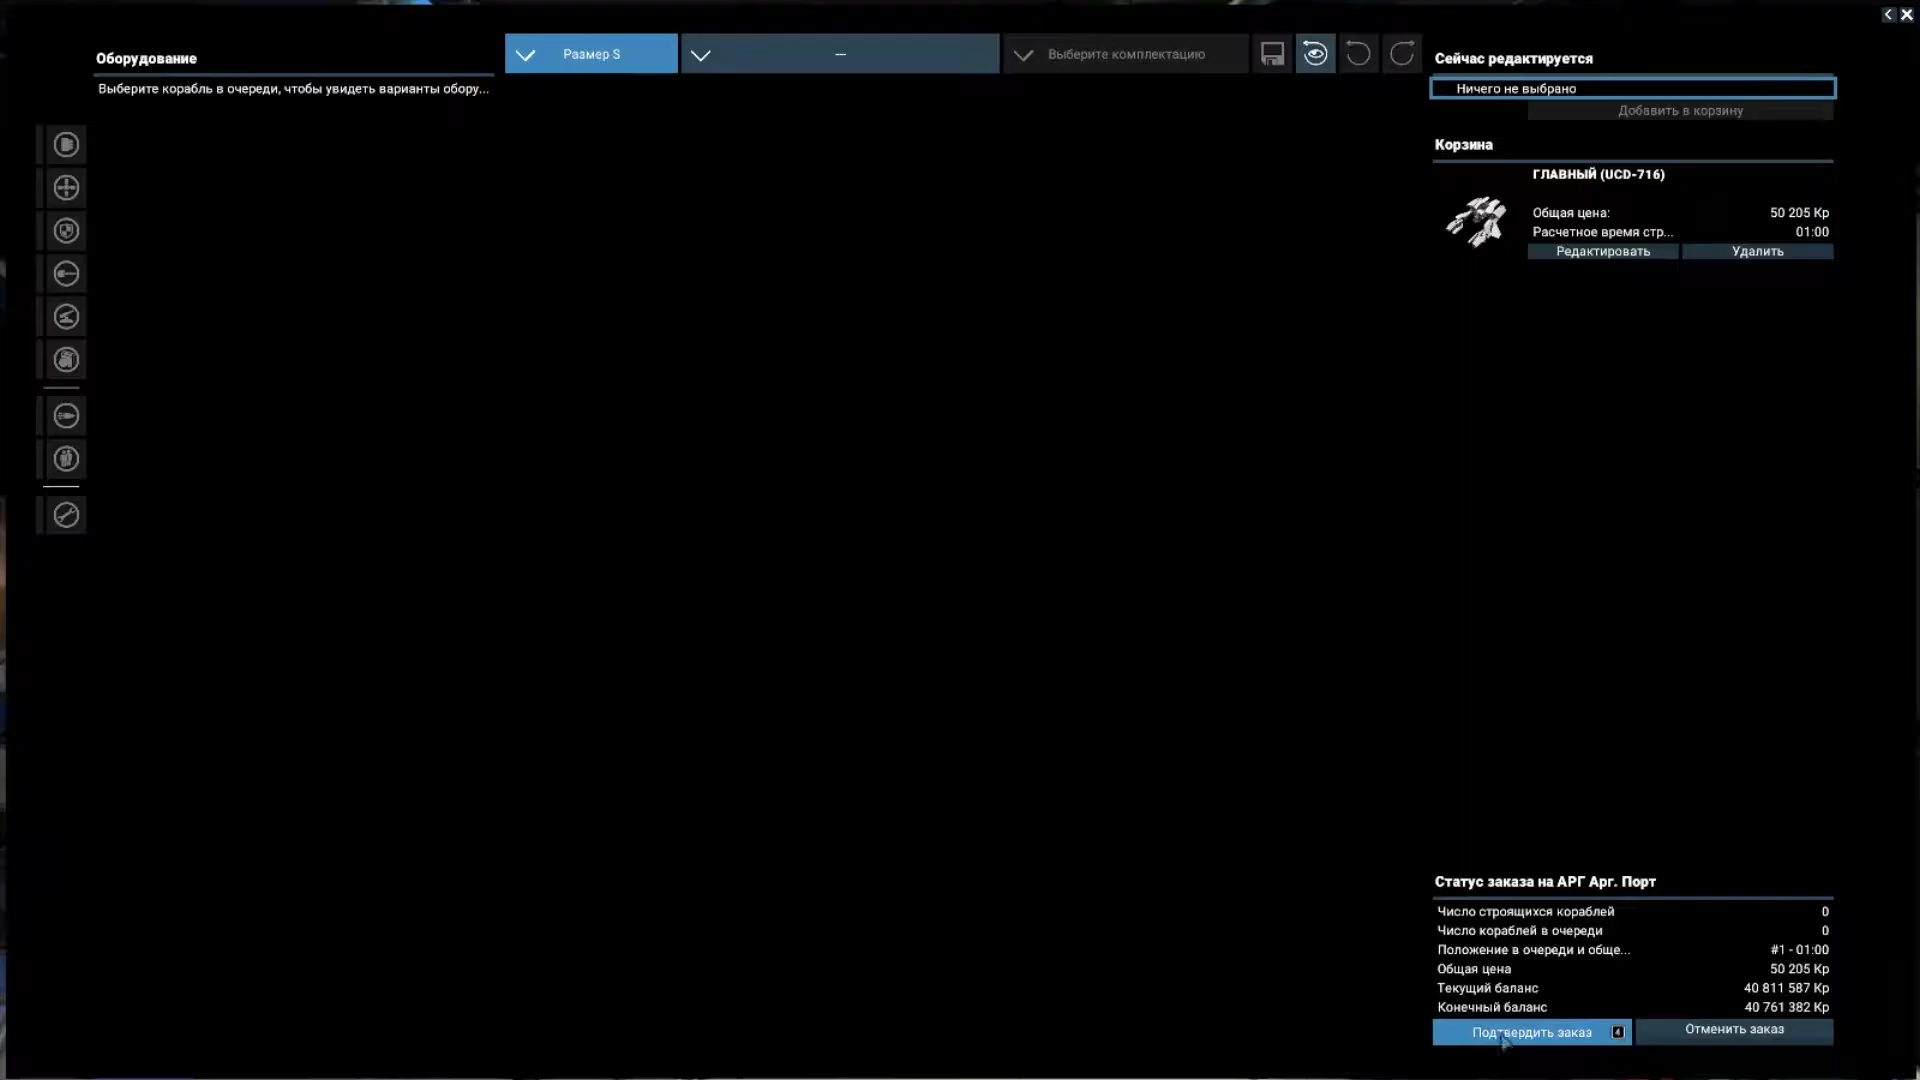 Оборудование
Выберите корабль в очереди, чтобы увидеть варианты обору...
Размер S
—
Выберите комплектацию
Сейчас редактируется
Ничего не выбрано
Добавить в корзину
Корзина
ГЛАВНЫЙ (UCD-716)
Общая цена: 50 205 Кр
Расчетное время стр... 01:00
Редактировать Удалить
Статус заказа на АРГ Арг. Порт
Число строящихся кораблей 0
Число кораблей в очереди 0
Положение в очереди и обще... #1 - 01:00
Общая цена 50 205 Кр
Текущий баланс 40 811 587 Кр
Конечный баланс 40 761 382 Кр
Подтвердить заказ 4 Отменить заказ